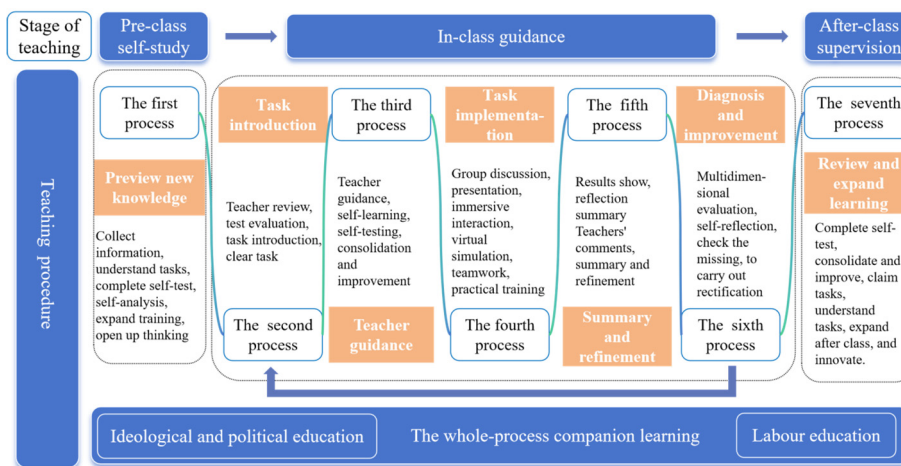 Stage of
teaching
Pre-class
self-study
In-class guidance
After-class
supervision
Teaching procedure
The first
process
Preview new
knowledge
Collect
information,
understand tasks,
complete self-test,
self-analysis,
expand training,
open up thinking
Task
introduction
Teacher review,
test evaluation,
task introduction,
clear task
The second
process
The third
process
Teacher
guidance,
self-learning,
self-testing,
consolidation
and
improvement
Teacher
guidance
Task
implementa-
tion
Group discussion,
presentation,
immersive
interaction,
virtual
simulation,
teamwork,
practical training
The fourth
process
The fifth
process
Results show,
reflection
summary
Teachers'
comments,
summary and
refinement
Summary
and
refinement
Diagnosis
and
improvement
Multidimen-
sional
evaluation,
self-reflection,
check the
missing, to
carry out
rectification
The sixth
process
The seventh
process
Review and
expand
learning
Complete self-
test,
consolidate and
improve, claim
tasks,
understand
tasks, expand
after class, and
innovate.
Ideological and political education
The whole-process companion learning
Labour education